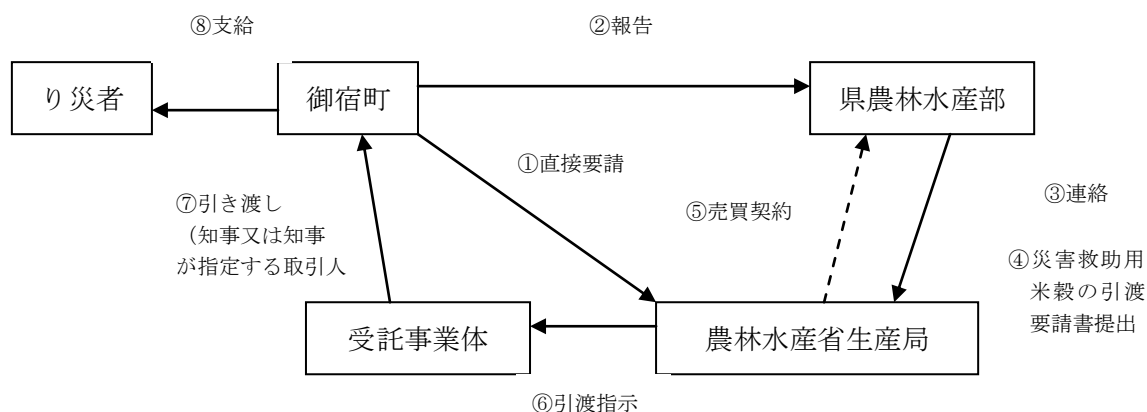 ⑧支給
②報告
り災者
御宿町
県農林水産部
①直接要請
③連絡
⑦引き渡し
（知事又は知事
が指定する取引人
⑤売買契約
④災害救助用
米穀の引渡
要請書提出
受託事業体
農林水産省生産局
⑥引渡指示